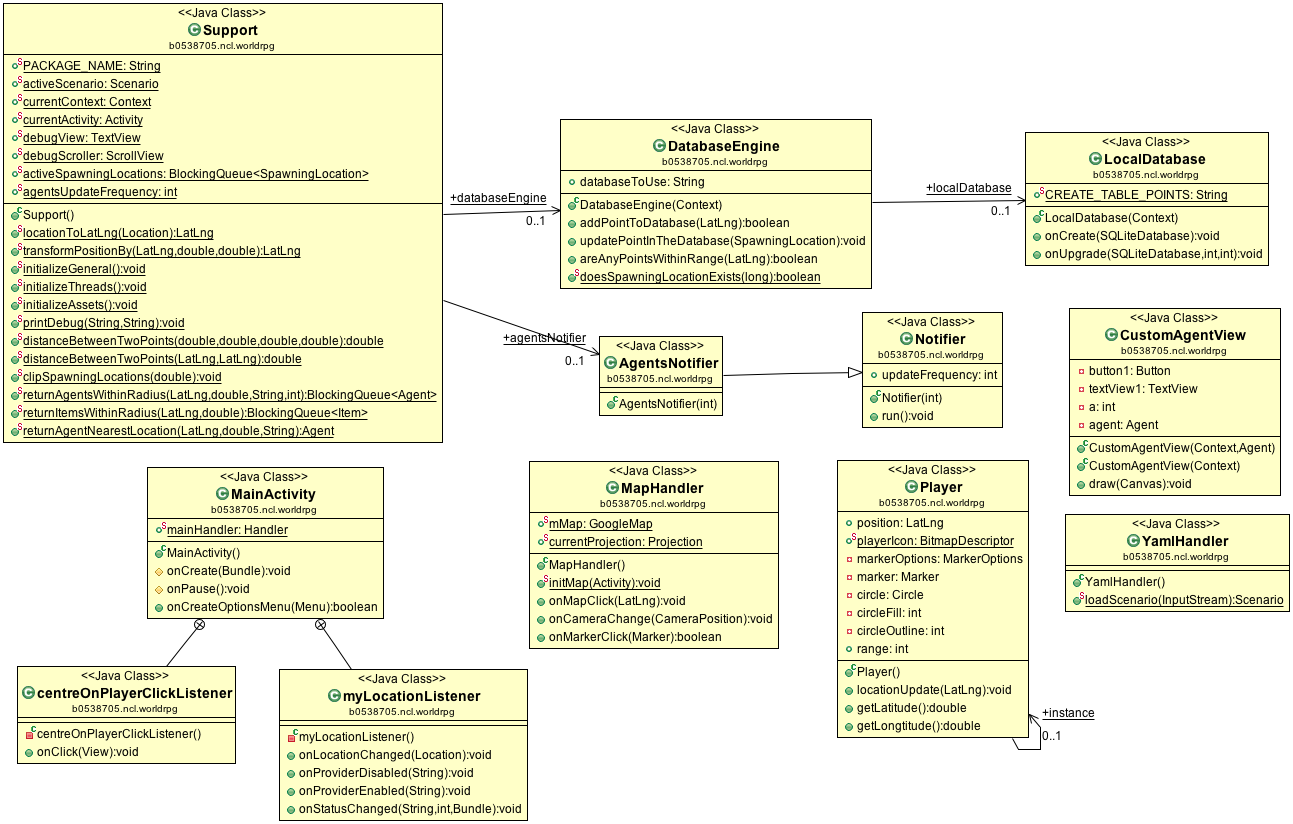 <<Java Class>>
Support
b0538705.ncl.worldrpg
PACKAGE_NAME: String
activeScenario: Scenario
currentContext: Context
currentActivity: Activity
debugView: TextView
debugScroller: ScrollView
activeSpawningLocations: BlockingQueue<SpawningLocation>
agentsUpdateFrequency: int
Support()
locationToLatLng(Location):LatLng
transformPositionBy(LatLng,double,double):LatLng
initializeGeneral():void
initializeThreads():void
initializeAssets():void
printDebug(String,String):void
distanceBetweenTwoPoints(double,double,double,double):double
distanceBetweenTwoPoints(LatLng,LatLng):double
clipSpawningLocations(double):void
returnAgentsWithinRadius(LatLng,double,String,int):BlockingQueue<Agent>
returnItemsWithinRadius(LatLng,double):BlockingQueue<Item>
returnAgentNearestLocation(LatLng,double,String):Agent
+databaseEngine
0..1
<<Java Class>>
DatabaseEngine
b0538705.ncl.worldrpg
databaseToUse: String
DatabaseEngine(Context)
addPointToDatabase(LatLng):boolean
updatePointInTheDatabase(SpawningLocation):void
areAnyPointsWithinRange(LatLng):boolean
doesSpawningLocationExists(long):boolean
+localDatabase
0..1
<<Java Class>>
LocalDatabase
b0538705.ncl.worldrpg
CREATE_TABLE_POINTS: String
LocalDatabase(Context)
onCreate(SQLiteDatabase):void
onUpgrade(SQLiteDatabase,int,int):void
+agentsNotifier
0..1
<<Java Class>>
AgentsNotifier
b0538705.ncl.worldrpg
AgentsNotifier(int)
<<Java Class>>
Notifier
b0538705.ncl.worldrpg
updateFrequency: int
Notifier(int)
run():void
<<Java Class>>
CustomAgentView
b0538705.ncl.worldrpg
button1: Button
textView1: TextView
a: int
agent: Agent
CustomAgentView(Context,Agent)
CustomAgentView(Context)
draw(Canvas):void
<<Java Class>>
MainActivity
b0538705.ncl.worldrpg
mainHandler: Handler
MainActivity()
onCreate(Bundle):void
onPause():void
onCreateOptionsMenu(Menu):boolean
<<Java Class>>
MapHandler
b0538705.ncl.worldrpg
mMap: GoogleMap
currentProjection: Projection
MapHandler()
initMap(Activity):void
onMapClick(LatLng):void
onCameraChange(CameraPosition):void
onMarkerClick(Marker):boolean
<<Java Class>>
Player
b0538705.ncl.worldrpg
position: LatLng
playerIcon: BitmapDescriptor
markerOptions: MarkerOptions
marker: Marker
circle: Circle
circleFill: int
circleOutline: int
range: int
Player()
locationUpdate(LatLng):void
getLatitude():double
getLongtitude():double
+instance
0..1
<<Java Class>>
YamlHandler
b0538705.ncl.worldrpg
YamlHandler()
loadScenario(InputStream):Scenario
<<Java Class>>
centreOnPlayerClickListener
b0538705.ncl.worldrpg
centreOnPlayerClickListener()
onClick(View):void
<<Java Class>>
myLocationListener
b0538705.ncl.worldrpg
myLocationListener()
onLocationChanged(Location):void
onProviderDisabled(String):void
onProviderEnabled(String):void
onStatusChanged(String,int,Bundle):void